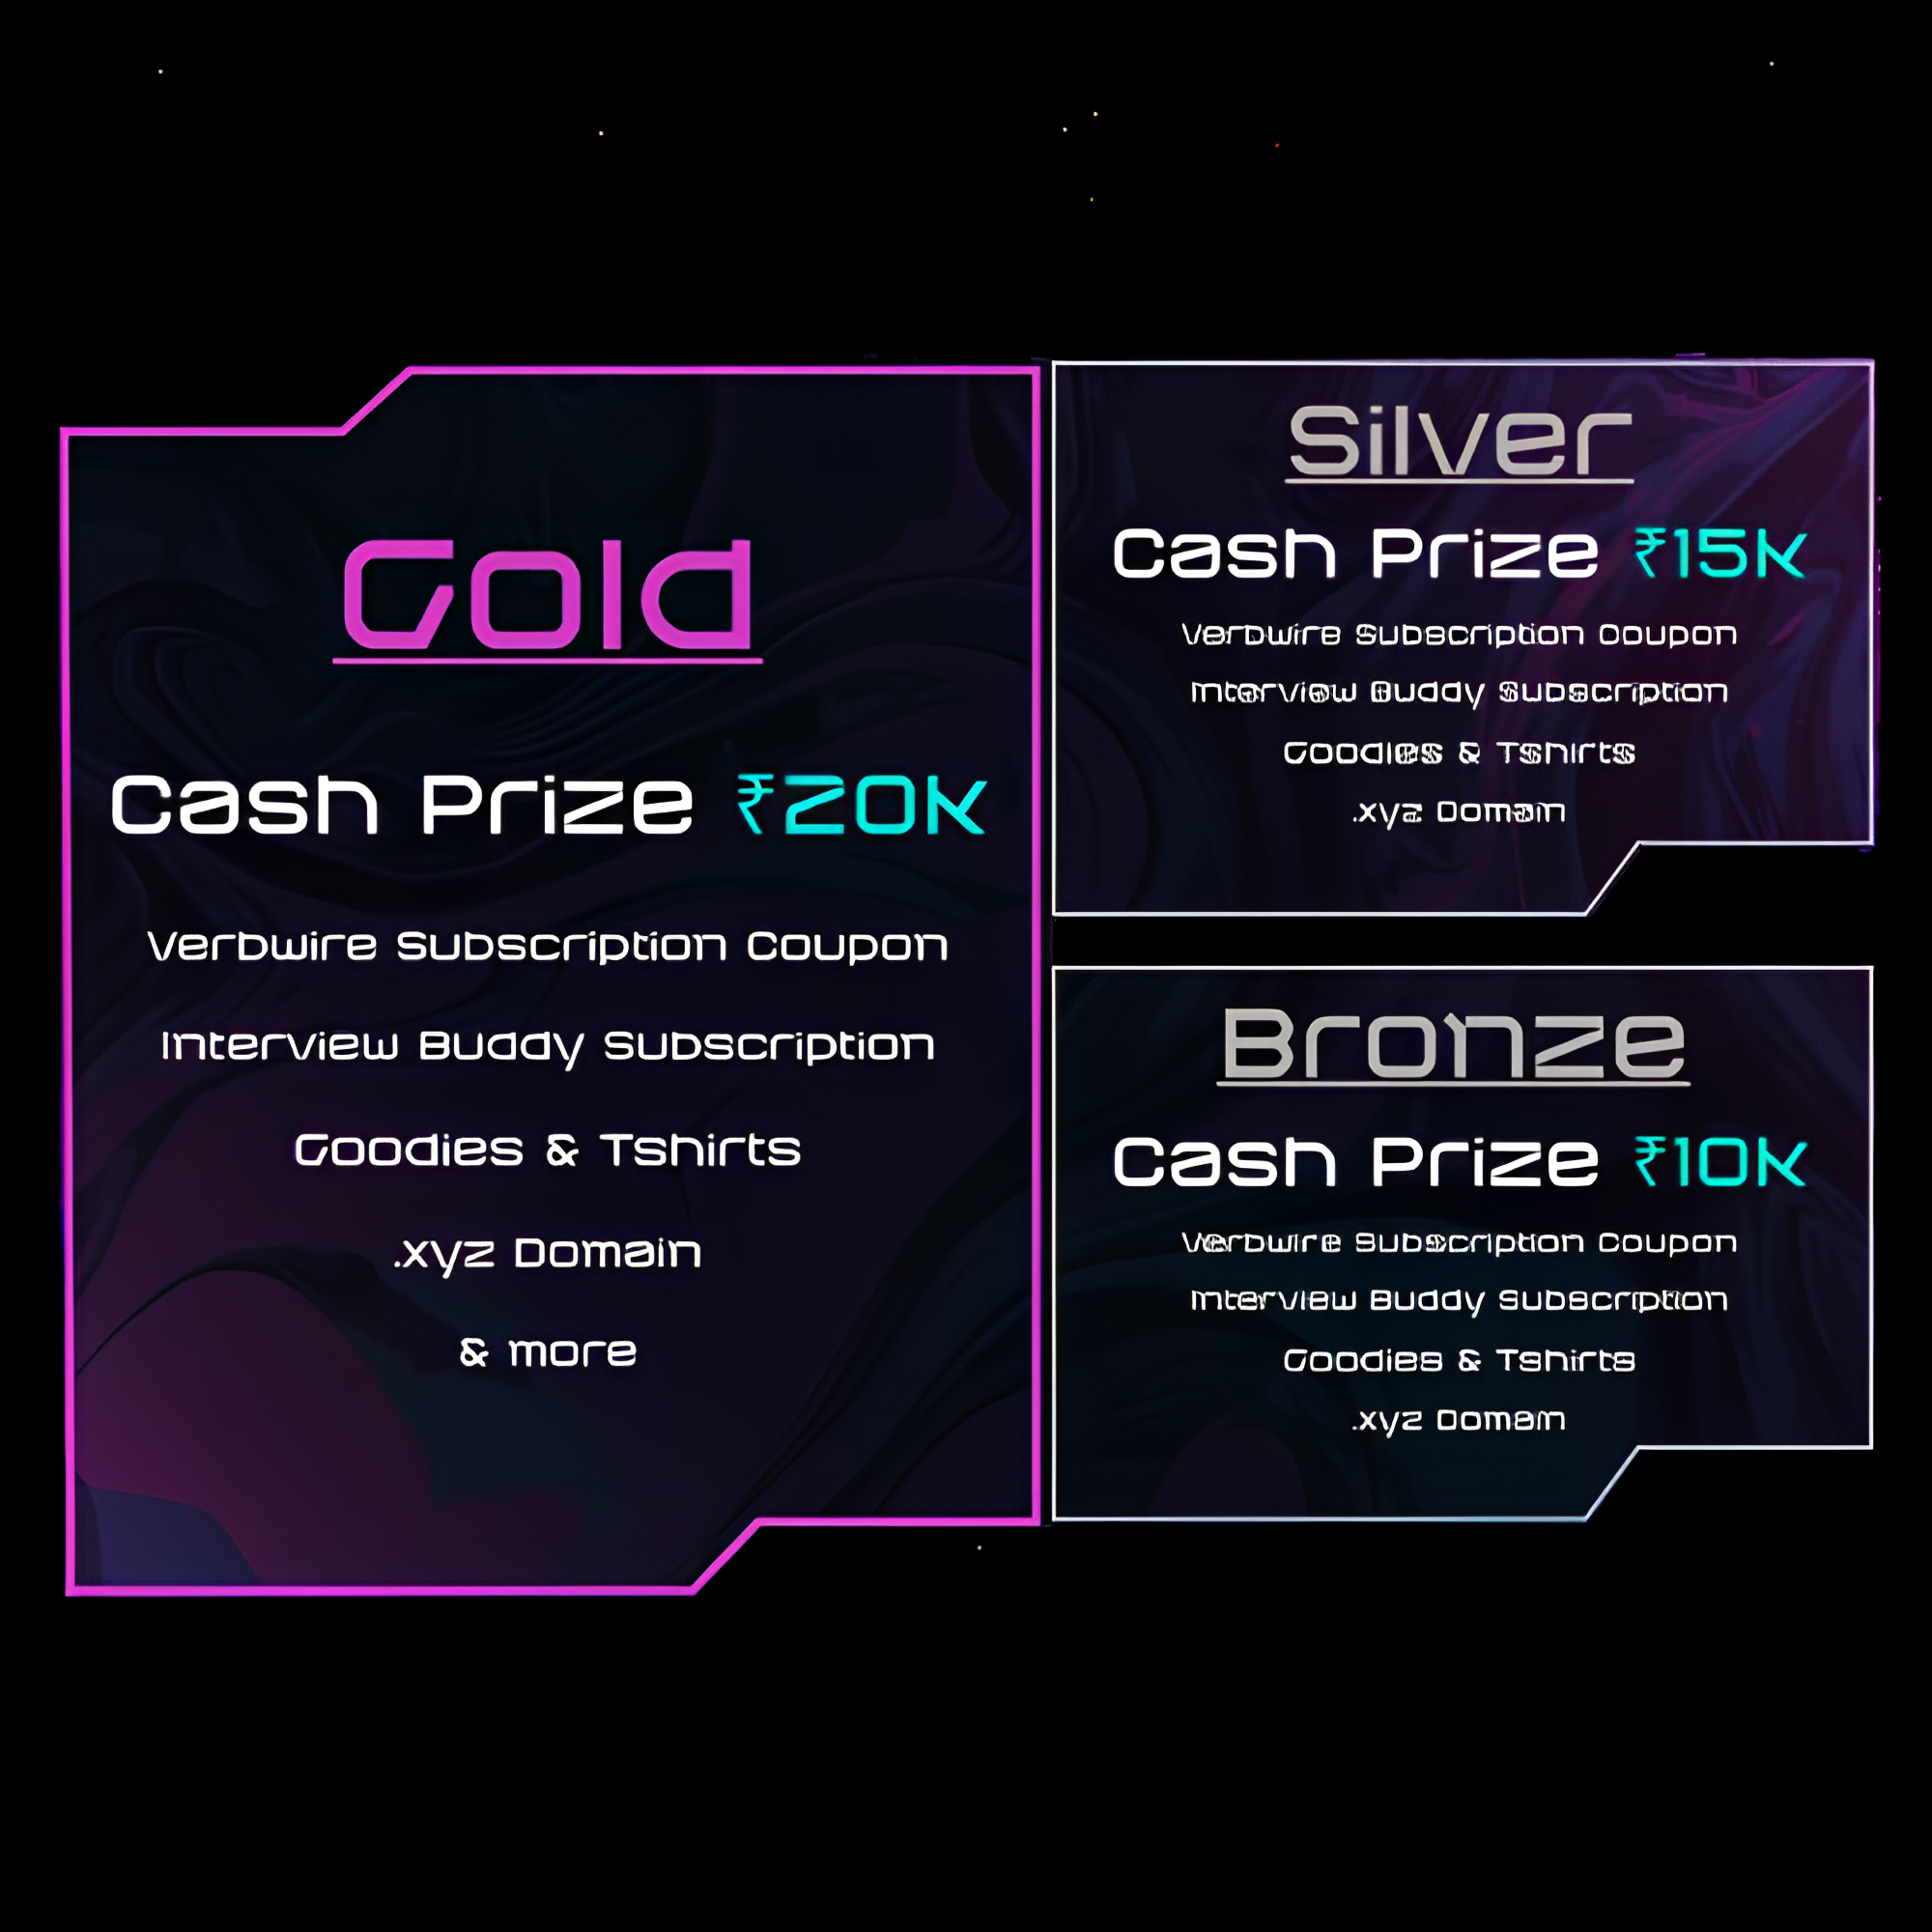 Gold
Cash Prize ₹20K
Verbwire Subscription Coupon
Interview Buddy Subscription
Goodies & Tshirts
.xyz Domain
& more
Silver
Cash Prize ₹15K
Verbwire Subscription Coupon
Interview Buddy Subscription
Goodies & Tshirts
.xyz Domain
Bronze
Cash Prize ₹10K
Verbwire Subscription Coupon
Interview Buddy Subscription
Goodies & Tshirts
.xyz Domain